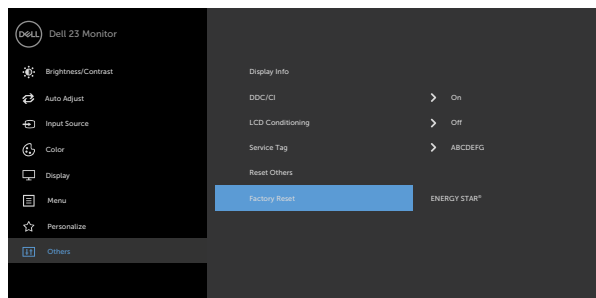 DELL Dell 23 Monitor
Brightness/Contrast Display Info
Auto Adjust DDC/CI On
Input Source LCD Conditioning Off
Color Service Tag ABCDEFG
Display Reset Others
Menu Factory Reset ENERGY STAR®
Personalize
Others